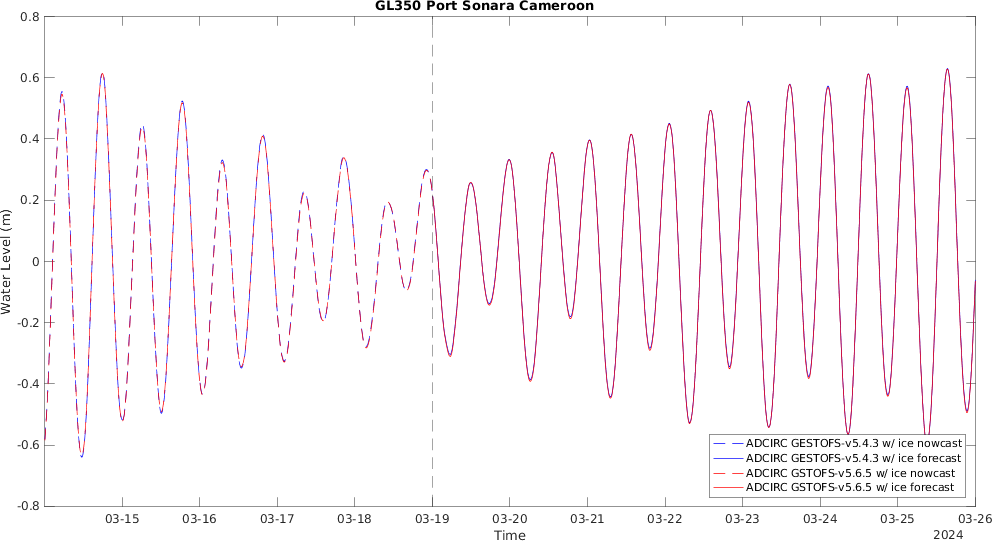 GL350 Port Sonara Cameroon
0.8
0.6
0.4
0.2
0
-0.2
-0.4
-0.6
-0.8
Water Level (m)
ADCIRC GESTOFS-v5.4.3 w/ ice nowcast
ADCIRC GESTOFS-v5.4.3 w/ ice forecast
ADCIRC GSTOFS-v5.6.5 w/ ice nowcast
ADCIRC GSTOFS-v5.6.5 w/ ice forecast
03-15 03-16 03-17 03-18 03-19 03-20 03-21 03-22 03-23 03-24 03-25 03-26
Time
2024